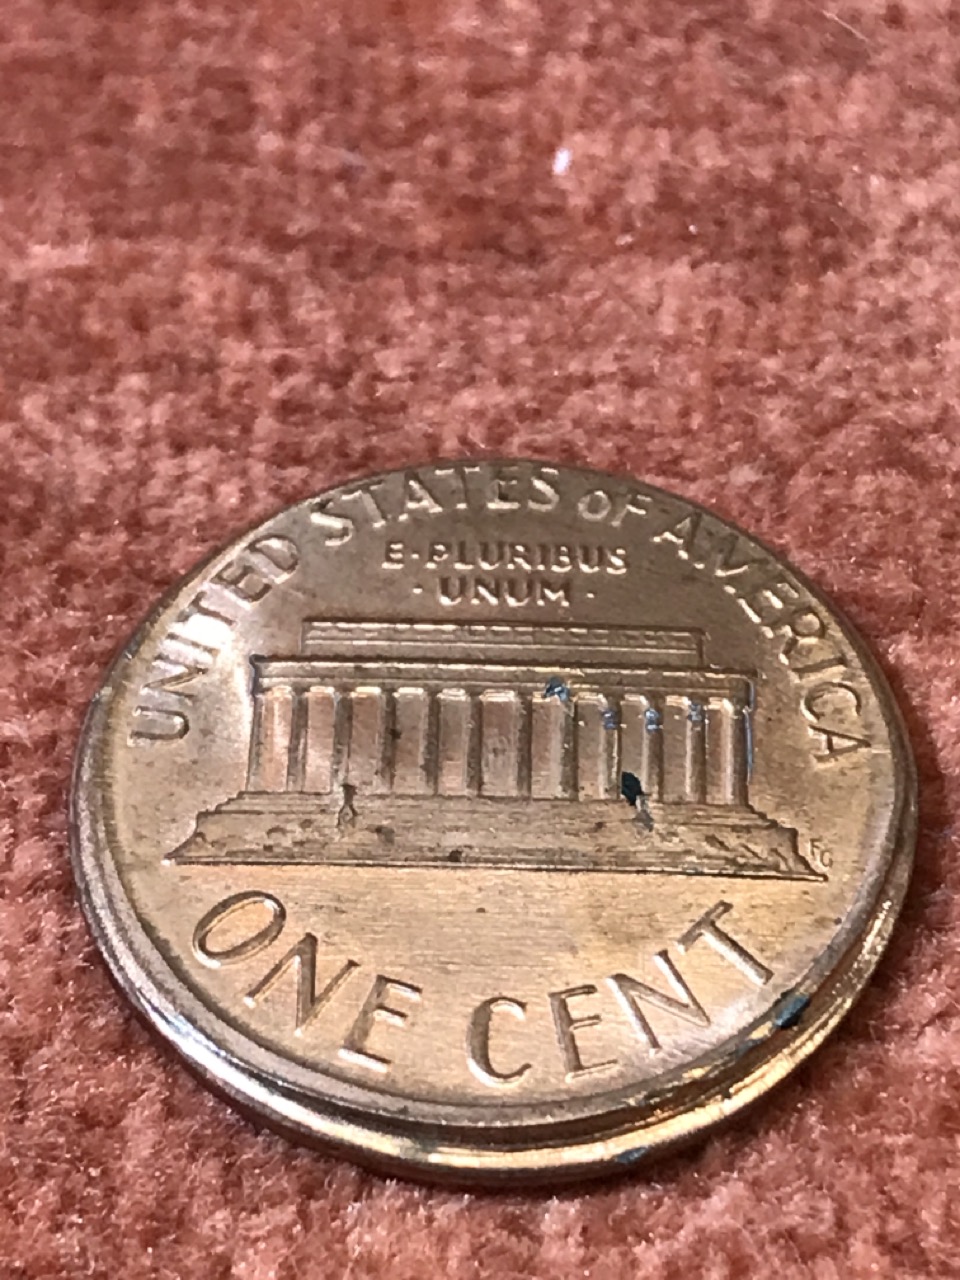 UNITED STATES OF AMERICA
E·PLURIBUS
·UNUM·
FG
ONE CENT